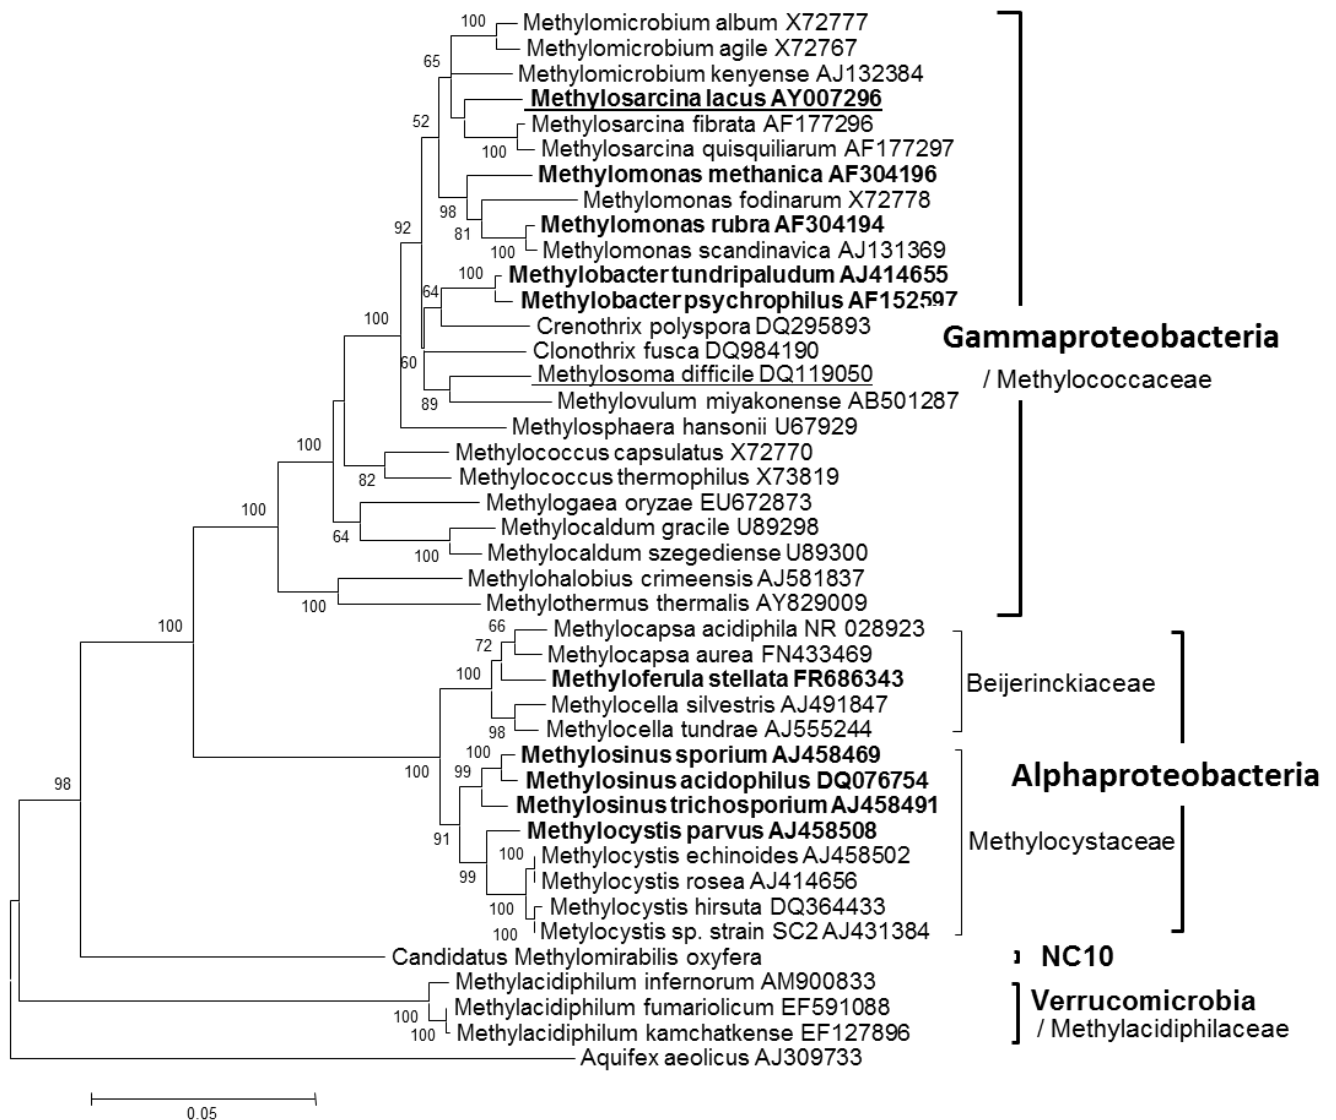 100 Methylomicrobium album X72777
Methylomicrobium agile X72767
65
Methylomicrobium kenyense AJ132384
Methylosarcina lacus AY007296
52 Methylosarcina fibrata AF177296
100 Methylosarcina quisquiliarum AF177297
Methylomonas methanica AF304196
98 Methylomonas fodinarum X72778
92 81 Methylomonas rubra AF304194
100 Methylomonas scandinavica AJ131369
100 Methylobacter tundripaludum AJ414655
64 Methylobacter psychrophilus AF152597
100 Crenothrix polyspora DQ295893
Gammaproteobacteria
60 Clonothrix fusca DQ984190
Methylosoma difficile DQ119050
/ Methylococcaceae
89 Methylovulum miyakonense AB501287
Methylosphaera hansonii U67929
100 Methylococcus capsulatus X72770
82 Methylococcus thermophilus X73819
100 Methylogaea oryzae EU672873
64 Methylocaldum gracile U89298
100 Methylocaldum szegediense U89300
Methylohalobius crimeensis AJ581837
100 Methylothermus thermalis AY829009
100 66 Methylocapsa acidiphila NR 028923
72 Methylocapsa aurea FN433469
100 Methyloferula stellata FR686343
Beijerinckiaceae
Methylocella silvestris AJ491847
98 Methylocella tundrae AJ555244
100 Methylosinus sporium AJ458469
100 99 Methylosinus acidophilus DQ076754
Alphaproteobacteria
98 Methylosinus trichosporium AJ458491
91 Methylocystis parvus AJ458508
Methylocystaceae
100 Methylocystis echinoides AJ458502
99 Methylocystis rosea AJ414656
100 Methylocystis hirsuta DQ364433
100 Metylocystis sp. strain SC2 AJ431384
Candidatus Methylomirabilis oxyfera
NC10
Methylacidiphilum infernorum AM900833
100 Methylacidiphilum fumariolicum EF591088
Verrucomicrobia
100 Methylacidiphilum kamchatkense EF127896
/ Methylacidiphilaceae
Aquifex aeolicus AJ309733
0.05